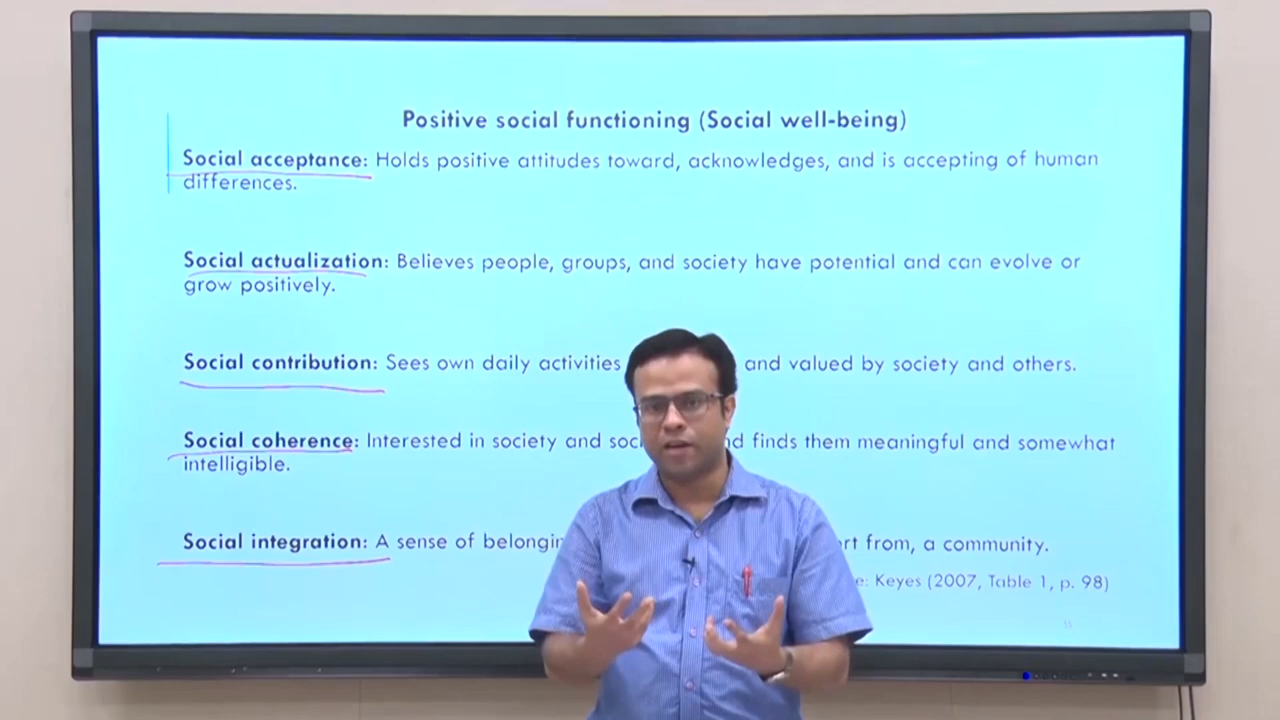 Positive social functioning (Social well-being)
Social acceptance: Holds positive attitudes toward, acknowledges, and is accepting of human
differences.
Social actualization: Believes people, groups, and society have potential and can evolve or
grow positively.
Social contribution: Sees own daily activities and valued by society and others.
Social coherence: Interested in society and finds them meaningful and somewhat
intelligible.
Social integration: A sense of from, a community.
Keyes (2007, Table 1, p. 98)